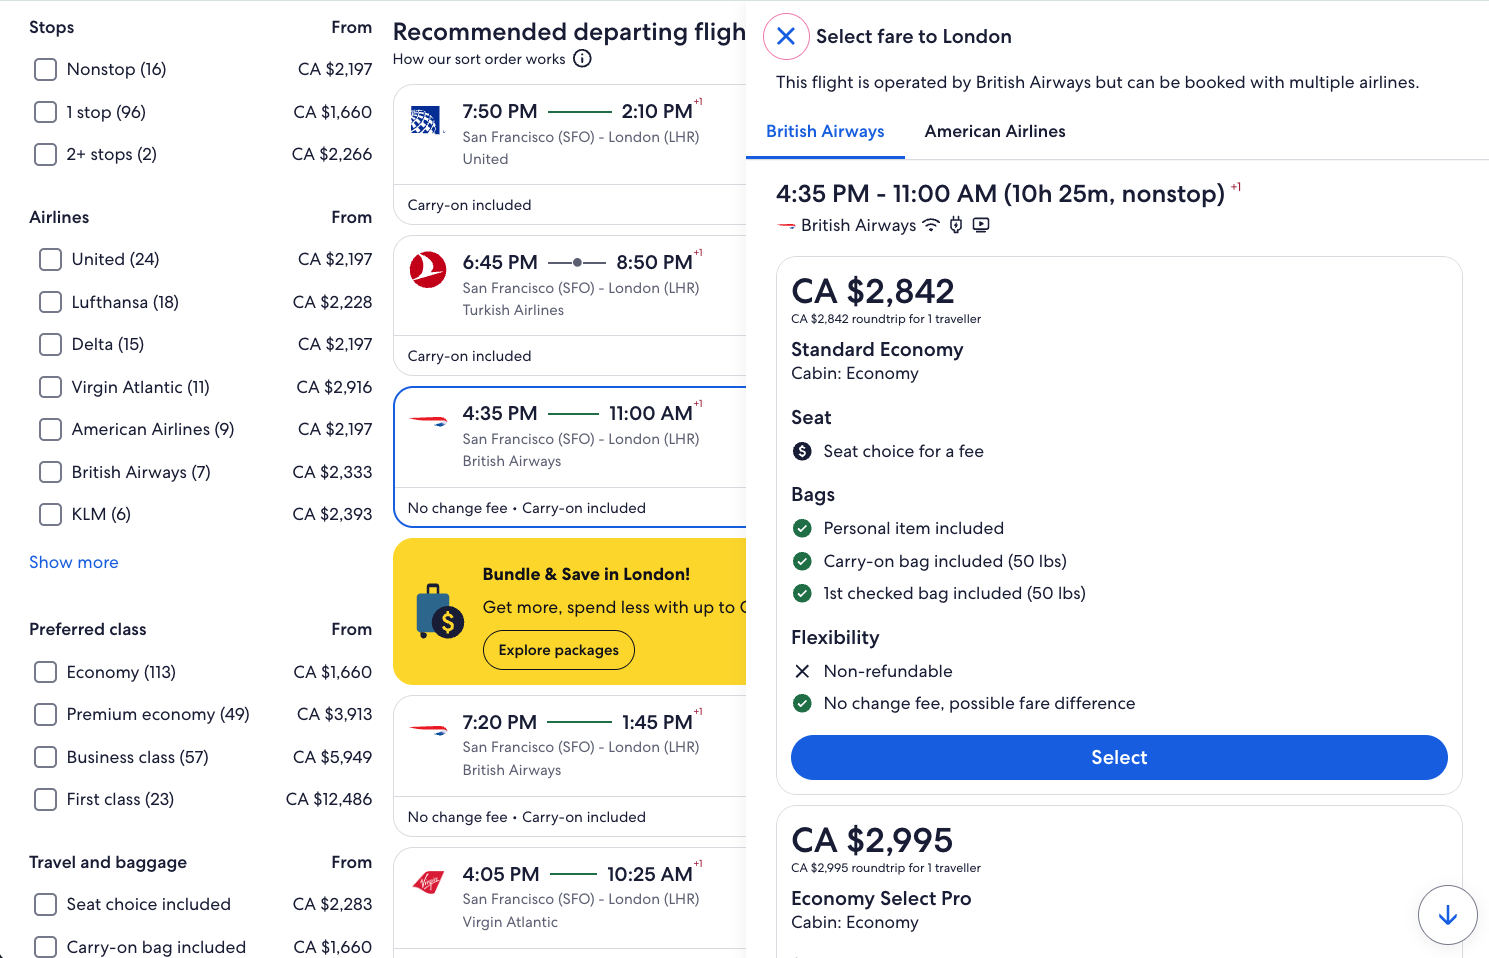 Stops From
Nonstop (16) CA $2,197
1 stop (96) CA $1,660
2+ stops (2) CA $2,266
Airlines From
United (24) CA $2,197
Lufthansa (18) CA $2,228
Delta (15) CA $2,197
Virgin Atlantic (11) CA $2,916
American Airlines (9) CA $2,197
British Airways (7) CA $2,333
KLM (6) CA $2,393
Show more
Preferred class From
Economy (113) CA $1,660
Premium economy (49) CA $3,913
Business class (57) CA $5,949
First class (23) CA $12,486
Travel and baggage From
Seat choice included CA $2,283
Carry-on bag included CA $1,660
Recommended departing fligh
How our sort order works
7:50 PM 2:10 PM +1
San Francisco (SFO) - London (LHR)
United
Carry-on included
6:45 PM 8:50 PM +1
San Francisco (SFO) - London (LHR)
Turkish Airlines
Carry-on included
4:35 PM 11:00 AM +1
San Francisco (SFO) - London (LHR)
British Airways
No change fee • Carry-on included
Bundle & Save in London!
Get more, spend less with up to C
Explore packages
7:20 PM 1:45 PM +1
San Francisco (SFO) - London (LHR)
British Airways
No change fee • Carry-on included
Virgin
4:05 PM 10:25 AM +1
San Francisco (SFO) - London (LHR)
Virgin Atlantic
Select fare to London
This flight is operated by British Airways but can be booked with multiple airlines.
British Airways American Airlines
4:35 PM - 11:00 AM (10h 25m, nonstop) +1
British Airways
CA $2,842
CA $2,842 roundtrip for 1 traveller
Standard Economy
Cabin: Economy
Seat
Seat choice for a fee
Bags
Personal item included
Carry-on bag included (50 lbs)
1st checked bag included (50 lbs)
Flexibility
Non-refundable
No change fee, possible fare difference
Select
CA $2,995
CA $2,995 roundtrip for 1 traveller
Economy Select Pro
Cabin: Economy